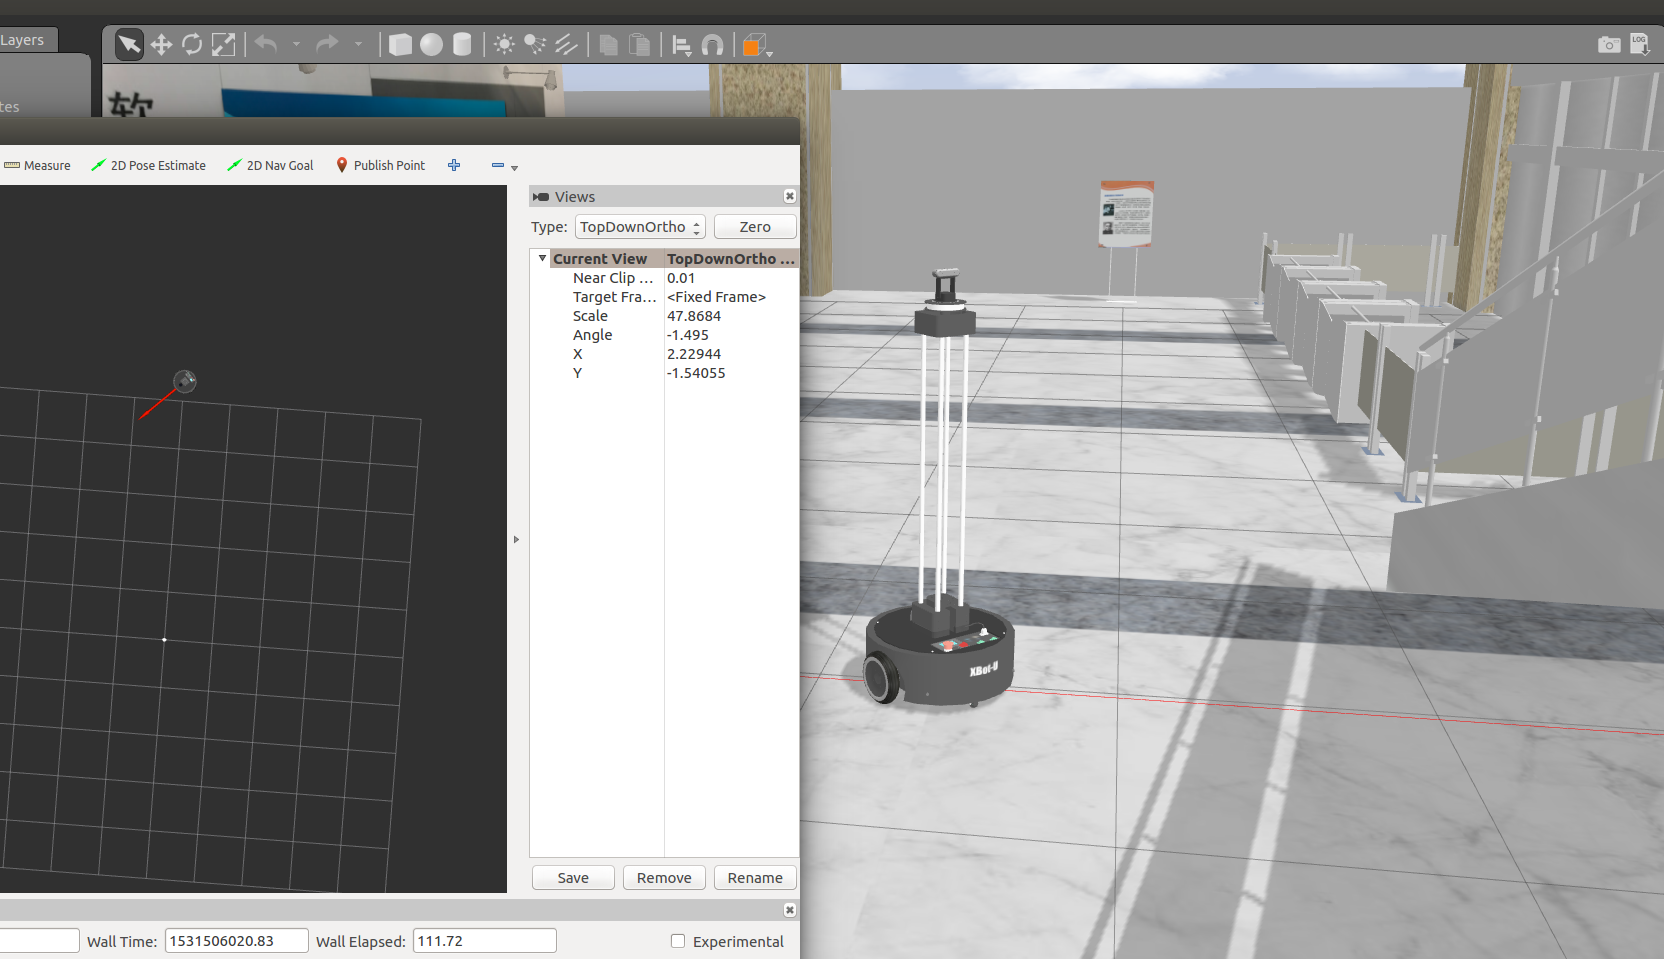 Layers
tes
LOG
软
Measure
2D Pose Estimate
2D Nav Goal
Publish Point
Views
Type:
TopDownOrtho
Zero
Current View
TopDownOrtho ...
Near Clip ...
0.01
Target Fra...
<Fixed Frame>
Scale
47.8684
Angle
-1.495
X
2.22944
Y
-1.54055
Save
Remove
Rename
Wall Time:
1531506020.83
Wall Elapsed:
111.72
Experimental
XBot-U